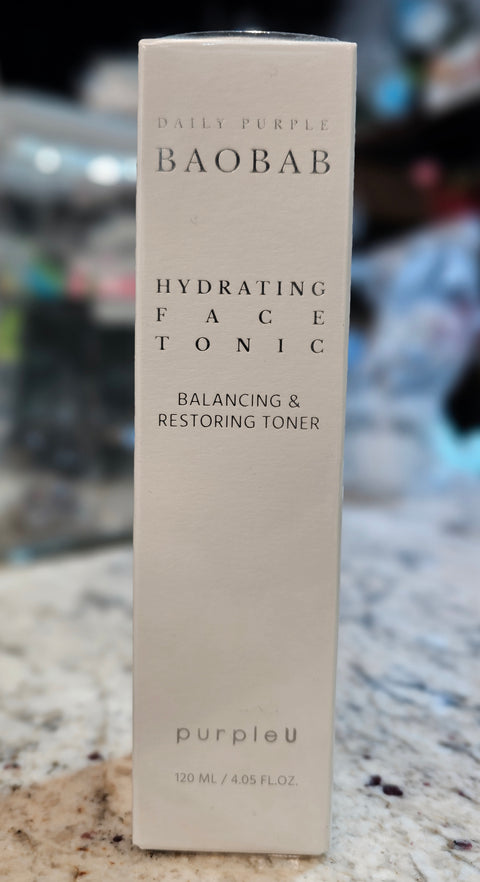 DAILY PURPLE
BAOBAB
HYDRATING
FACE
TONIC
BALANCING &
RESTORING TONER
purpleU
120 ML / 4.05 FL.OZ.